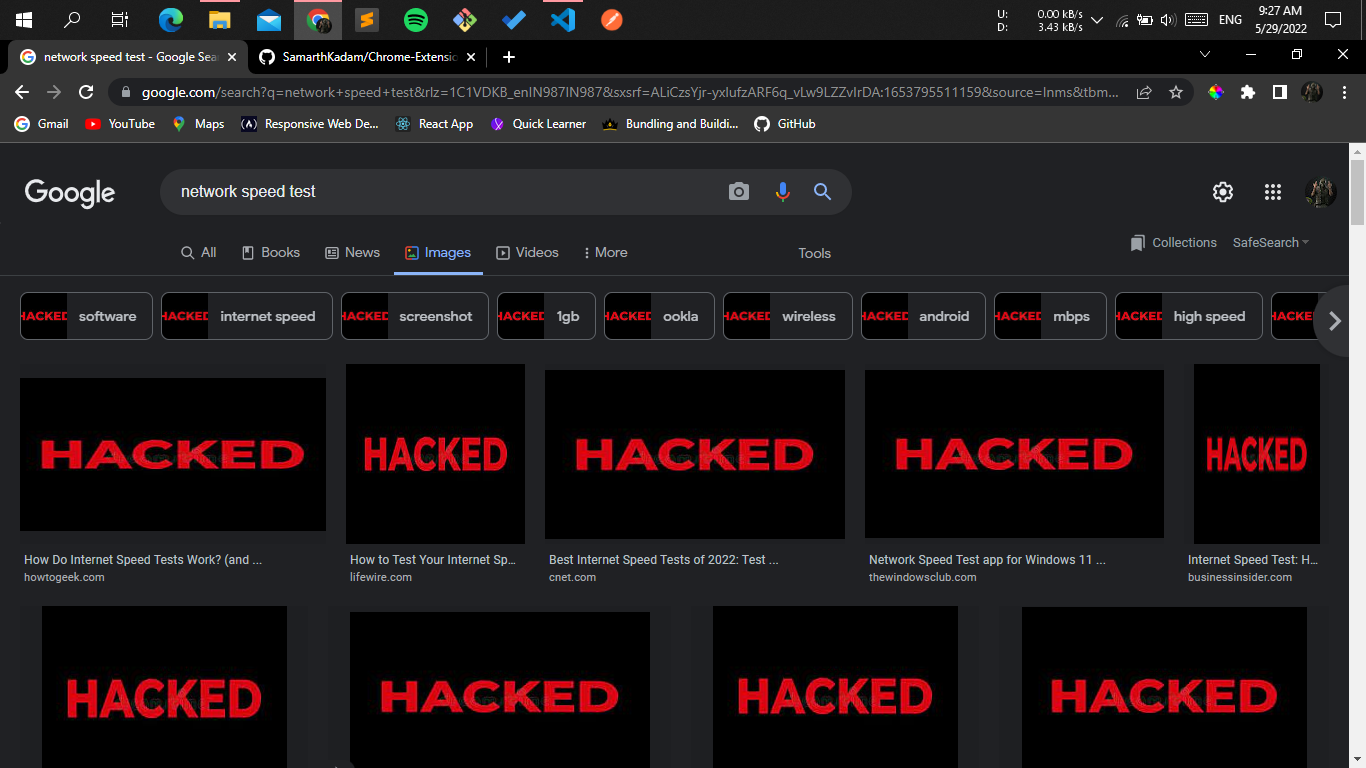 U: 0.00 kB/s
D: 3.43 kB/s
ENG
9:27 AM
5/29/2022
network speed test - Google Sea
SamarthKadam/Chrome-Extensio
google.com/search?q=network+speed+test&rlz=1C1VDKB_enIN987IN987&sxsrf=ALiCzsYjr-yxlufzARF6q_vLw9LZZvIrDA:1653795511159&source=lnms&tbm...
Gmail
YouTube
Maps
Responsive Web De...
React App
Quick Learner
Bundling and Buildi...
GitHub
Google
network speed test
All
Books
News
Images
Videos
More
Tools
Collections
SafeSearch
HACKED software
HACKED internet speed
HACKED screenshot
HACKED 1gb
HACKED ookla
HACKED wireless
HACKED android
HACKED mbps
HACKED high speed
HACKED
HACKED
HACKED
HACKED
HACKED
HACKED
How Do Internet Speed Tests Work? (and ...
howtogeek.com
How to Test Your Internet Sp...
lifewire.com
Best Internet Speed Tests of 2022: Test ...
cnet.com
Network Speed Test app for Windows 11 ...
thewindowsclub.com
Internet Speed Test: H...
businessinsider.com
HACKED
HACKED
HACKED
HACKED